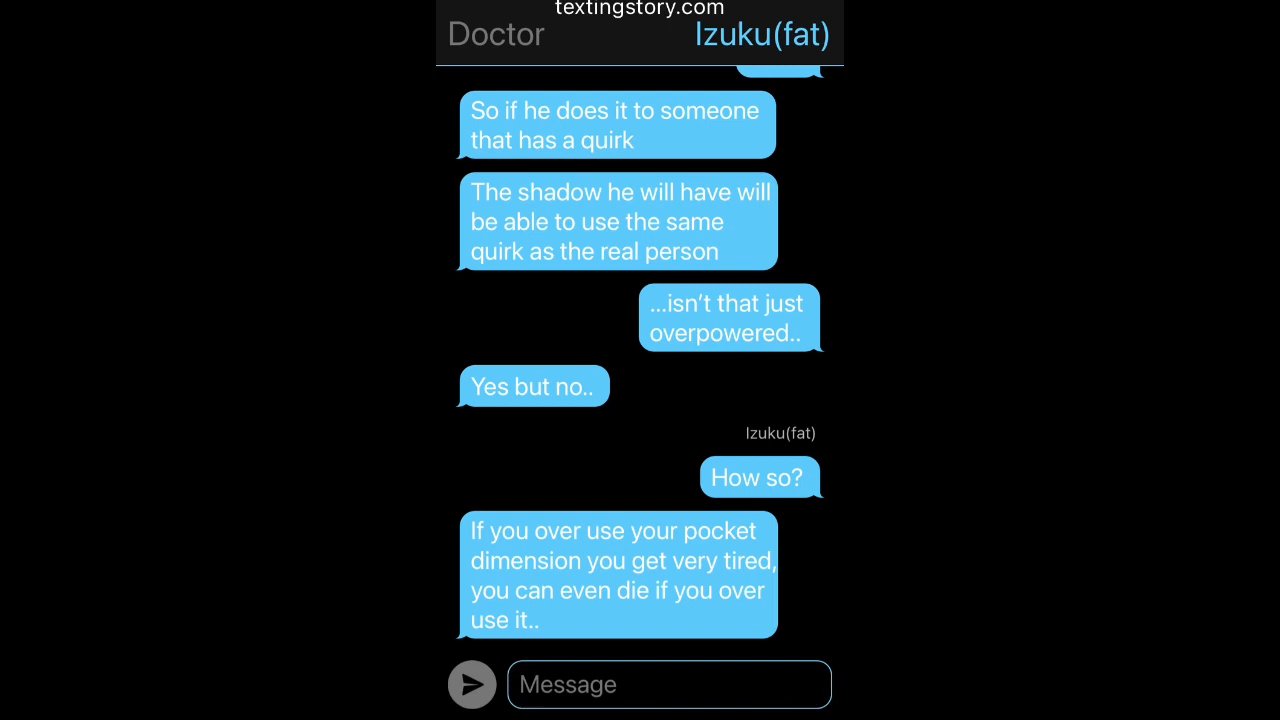 textingstory.com
Doctor
Izuku(fat)
So if he does it to someone
that has a quirk
The shadow he will have will
be able to use the same
quirk as the real person
...isn't that just
overpowered..
Yes but no..
Izuku(fat)
How so?
If you over use your pocket
dimension you get very tired,
you can even die if you over
use it..
Message